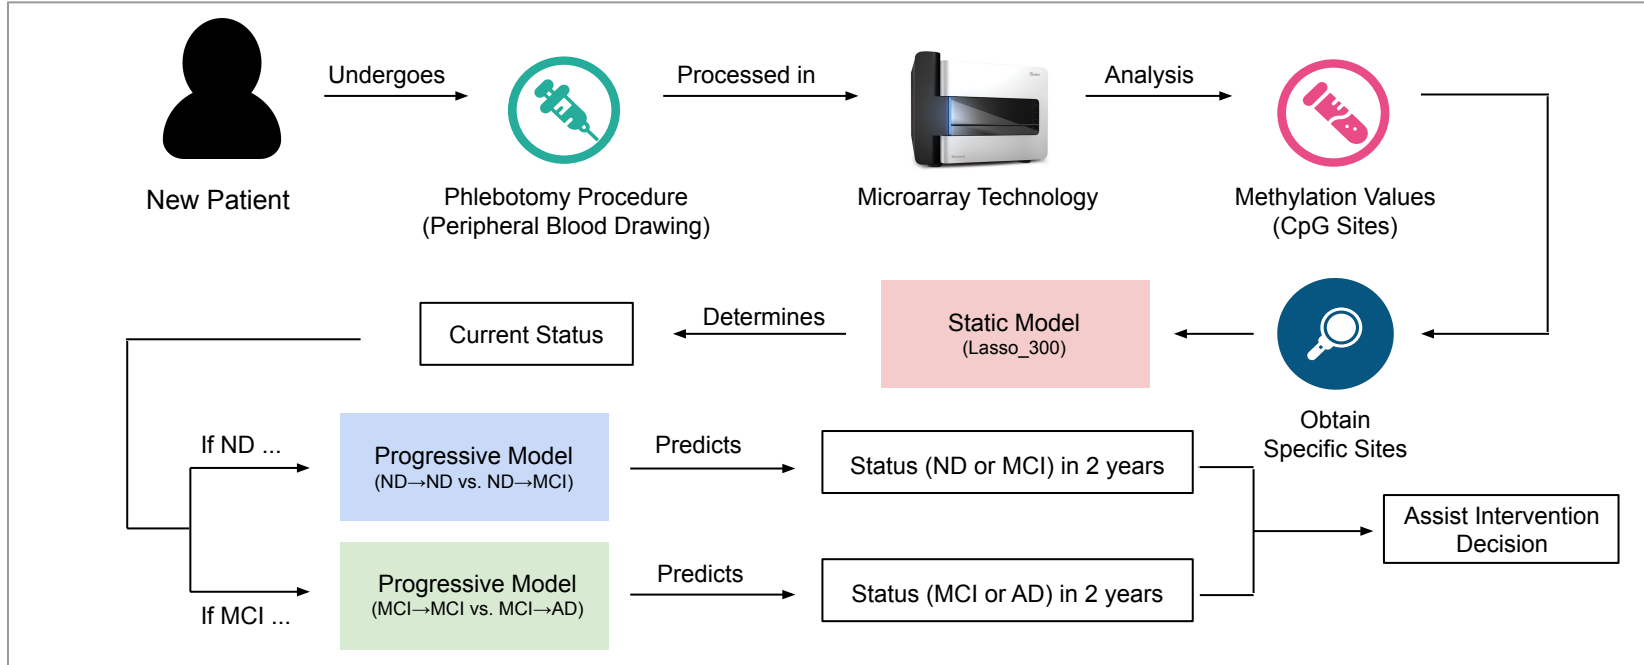 Undergoes
Processed in
Analysis
iScan
New Patient
Phlebotomy Procedure
(Peripheral Blood Drawing)
Microarray Technology
Methylation Values
(CpG Sites)
Current Status
Determines
Static Model
(Lasso_300)
Obtain
Specific Sites
If ND ...
Progressive Model
(ND→ND vs. ND→MCI)
Predicts
Status (ND or MCI) in 2 years
Assist Intervention
Decision
If MCI ...
Progressive Model
(MCI→MCI vs. MCI→AD)
Predicts
Status (MCI or AD) in 2 years